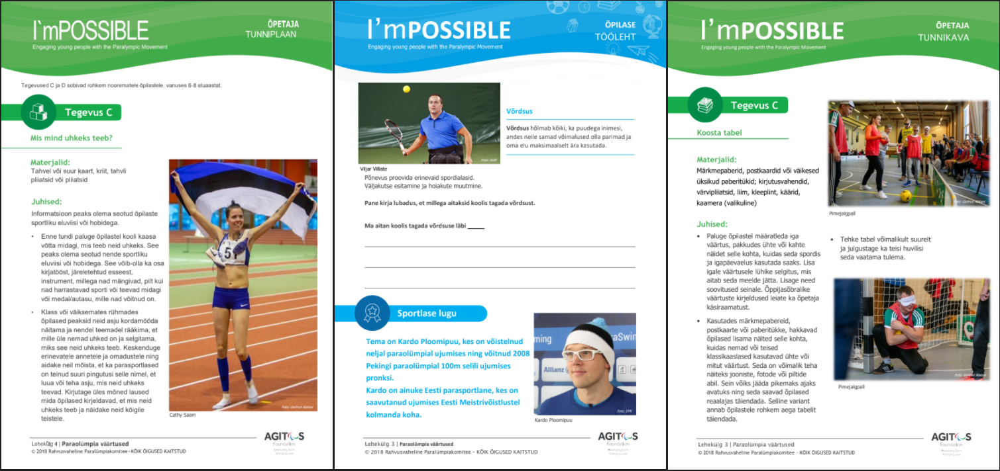 I`mPOSSIBLE
Engaging young people with the Paralympic Movement
ÕPETAJA
TUNNIPLAAN
Tegevused C ja D sobivad rohkem noorematele õpilastele, vanuses 6-8 eluaastat.
Tegevus C
Mis mind uhkeks teeb?
Materjalid:
Tahvel või suur kaart, kriit, tahvli
pliiatsid või pliiatsid
Juhised:
Informatsioon peaks olema seotud õpilaste
sportliku eluviisi või hobidega.
• Enne tundi paluge õpilastel kooli kaasa
võtta midagi, mis teeb neid uhkeks. See
peaks olema seotud nende sportliku
eluviisi või hobidega. See võib-olla ka osa
kirjatööst, järeletehtud esseest,
instrument, millega nad mängivad, pilt kui
nad harrastavad sporti või teevad midagi
või medal/autasu, mille nad võitnud on.
• Klass või väiksemates rühmades
õpilased peaksid neid asju kordamööda
näitama ja nendel teemadel rääkima, et
mille üle nemad uhked on ja selgitama,
miks see neid uhkeks teeb. Keskenduge
erinevatele annetele ja omadustele ning
aidake neil mõista, et ka parasportlased
on teinud suuri pingutusi selle nimel, et
luua või teha asju, mis neid uhkeks
teevad. Kirjutage üles mõned laused
mida õpilased kirjeldavad, et mis neid
uhkeks teeb ja näidake neid kõigile
teistele.
51
Foto: Gertrud Alatare
Cathy Saem
Lehekülg 4 | Paraolümpia väärtused
© 2018 Rahvusvaheline Paralümpiakomitee - KÕIK ÕIGUSED KAITSTUD
AGITOS
Foundation
I'mPOSSIBLE
Engaging young people with the Paralympic Movement
ÕPILASE
TÖÖLEHT
Foto: Delfi
Viljar Villiste
Võrdsus
Võrdsus hõlmab kõiki, ka puudega inimesi,
andes neile samad võimalused olla parimad ja
oma elu maksimaalselt ära kasutada.
Põnevus proovida erinevaid spordialasid.
Väljakutse esitamine ja hoiakute muutmine.
Pane kirja lubadus, et millega aitaksid koolis tagada võrdsust.
Ma aitan koolis tagada võrdsuse läbi _____
Sportlase lugu
Tema on Kardo Ploomipuu, kes on võistelnud
neljal paraolümpial ujumises ning võitnud 2008
Pekingi paraolümpial 100m selili ujumises
pronksi.
Kardo on ainuke Eesti parasportlane, kes on
saavutanud ujumises Eesti Meistrivõistlustel
kolmanda koha.
ming
raSwim
Allianz
Foto: EPK
Kardo Ploomipuu
Lehekülg 3 | Paraolümpia väärtused
© 2018 Rahvusvaheline Paralümpiakomitee - KÕIK ÕIGUSED KAITSTUD
AGITOS
Foundation
I'mPOSSIBLE
Engaging young people with the Paralympic Movement
ÕPETAJA
TUNNIKAVA
Tegevus C
Koosta tabel
Materjalid:
Märkmepaberid, postkaardid või väikesed
üksikud paberitükid; kirjutusvahendid,
värvipliiatsid, liim, kleeplint, käärid,
kaamera (valikuline)
Juhised:
• Paluge õpilastel määratleda iga
väärtus, pakkudes ühte või kahte
näidet selle kohta, kuidas seda spordis
ja igapäevaelus kasutada saaks. Lisa
igale väärtusele lühike selgitus, mis
aitab seda meelde jätta. Lisage need
soovitused seinale. Õppijasõbralike
väärtuste kirjeldused leiate ka õpetaja
käsiraamatust.
• Kasutades märkmepabereid,
postkaarte või paberitükke, hakkavad
õpilased lisama näited selle kohta,
kuidas nemad või teised
klassikaaslased kasutavad ühte või
mitut väärtust. Seda on võimalik teha
näiteks jooniste, fotode või piltide
abil. Sein võiks jääda pikemaks ajaks
avatuks ning seda saavad õpilased
reaalajas täiendada. Selline variant
annab õpilastele rohkem aega tabelit
täiendada.
Foto: Gertrud Alatare
Pimejalgpall
• Tehke tabel võimalikult suurelt
ja julgustage ka teisi huvilisi
seda vaatama tulema.
Foto: Gertrud Alatare
Pimejalgpall
Lehekülg 3 | Paraolümpia väärtused
© 2018 Rahvusvaheline Paralümpiakomitee - KÕIK ÕIGUSED KAITSTUD
AGITOS
Foundation